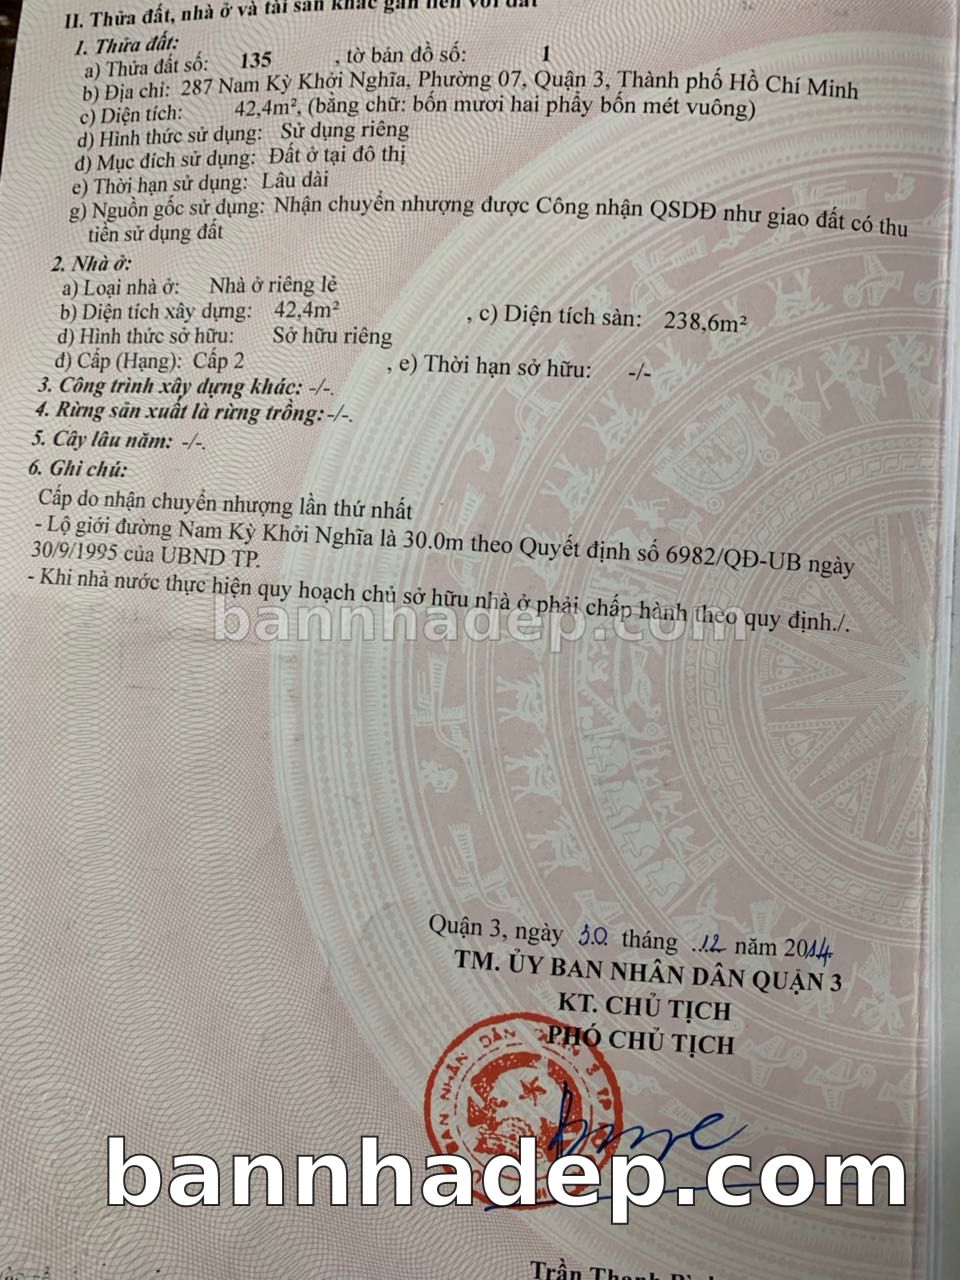 II. Thửa đất, nhà ở và tài sản khác gắn liền với đất
1. Thửa đất:
a) Thửa đất số: 135 , tờ bản đồ số: 1
b) Địa chỉ: 287 Nam Kỳ Khởi Nghĩa, Phường 07, Quận 3, Thành phố Hồ Chí Minh
c) Diện tích: 42,4m², (bằng chữ: bốn mươi hai phẩy bốn mét vuông)
d) Hình thức sử dụng: Sử dụng riêng
đ) Mục đích sử dụng: Đất ở tại đô thị
e) Thời hạn sử dụng: Lâu dài
g) Nguồn gốc sử dụng: Nhận chuyển nhượng được Công nhận QSDĐ như giao đất có thu
tiền sử dụng đất
2. Nhà ở:
a) Loại nhà ở: Nhà ở riêng lẻ
b) Diện tích xây dựng: 42,4m² , c) Diện tích sàn: 238,6m²
d) Hình thức sở hữu: Sở hữu riêng
đ) Cấp (Hạng): Cấp 2 , e) Thời hạn sở hữu: -/-
3. Công trình xây dựng khác: -/-.
4. Rừng sản xuất là rừng trồng:-/-.
5. Cây lâu năm: -/-.
6. Ghi chú:
Cấp do nhận chuyển nhượng lần thứ nhất
- Lộ giới đường Nam Kỳ Khởi Nghĩa là 30.0m theo Quyết định số 6982/QĐ-UB ngày
30/9/1995 của UBND TP.
- Khi nhà nước thực hiện quy hoạch chủ sở hữu nhà ở phải chấp hành theo quy định./.
bannhadep.com
Quận 3, ngày 30 tháng 12 năm 2014
TM. ỦY BAN NHÂN DÂN QUẬN 3
KT. CHỦ TỊCH
PHÓ CHỦ TỊCH
BAN NHÂN DÂN QUẬN 3 TP
bannhadep.com
Trần Thanh